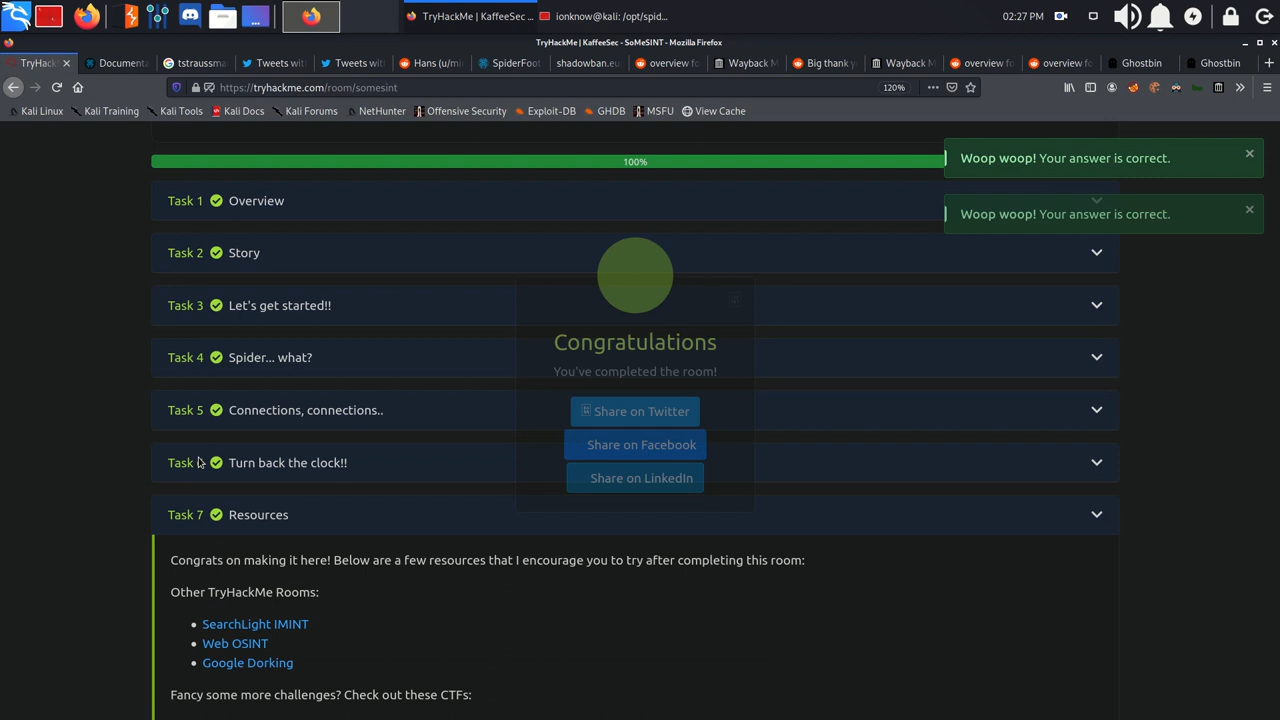 TryHackMe | KaffeeSec ...
ionknow@kali: /opt/spid...
02:27 PM
TryHackMe | KaffeeSec - SoMeSINT - Mozilla Firefox
TryHackMe
Documenta
tstraussma
Tweets with
Tweets with
Hans (u/mi
SpiderFoot
shadowban.eu
overview fo
Wayback M
Big thank y
Wayback M
overview fo
overview fo
Ghostbin
Ghostbin
https://tryhackme.com/room/somesint
120%
Kali Linux
Kali Training
Kali Tools
Kali Docs
Kali Forums
NetHunter
Offensive Security
Exploit-DB
GHDB
MSFU
View Cache
100%
Woop woop! Your answer is correct.
Task 1 Overview
Woop woop! Your answer is correct.
Task 2 Story
Task 3 Let's get started!!
Congratulations
Task 4 Spider... what?
You've completed the room!
Task 5 Connections, connections..
Share on Twitter
Share on Facebook
Task Turn back the clock!!
Share on LinkedIn
Task 7 Resources
Congrats on making it here! Below are a few resources that I encourage you to try after completing this room:
Other TryHackMe Rooms:
SearchLight IMINT
Web OSINT
Google Dorking
Fancy some more challenges? Check out these CTFs: